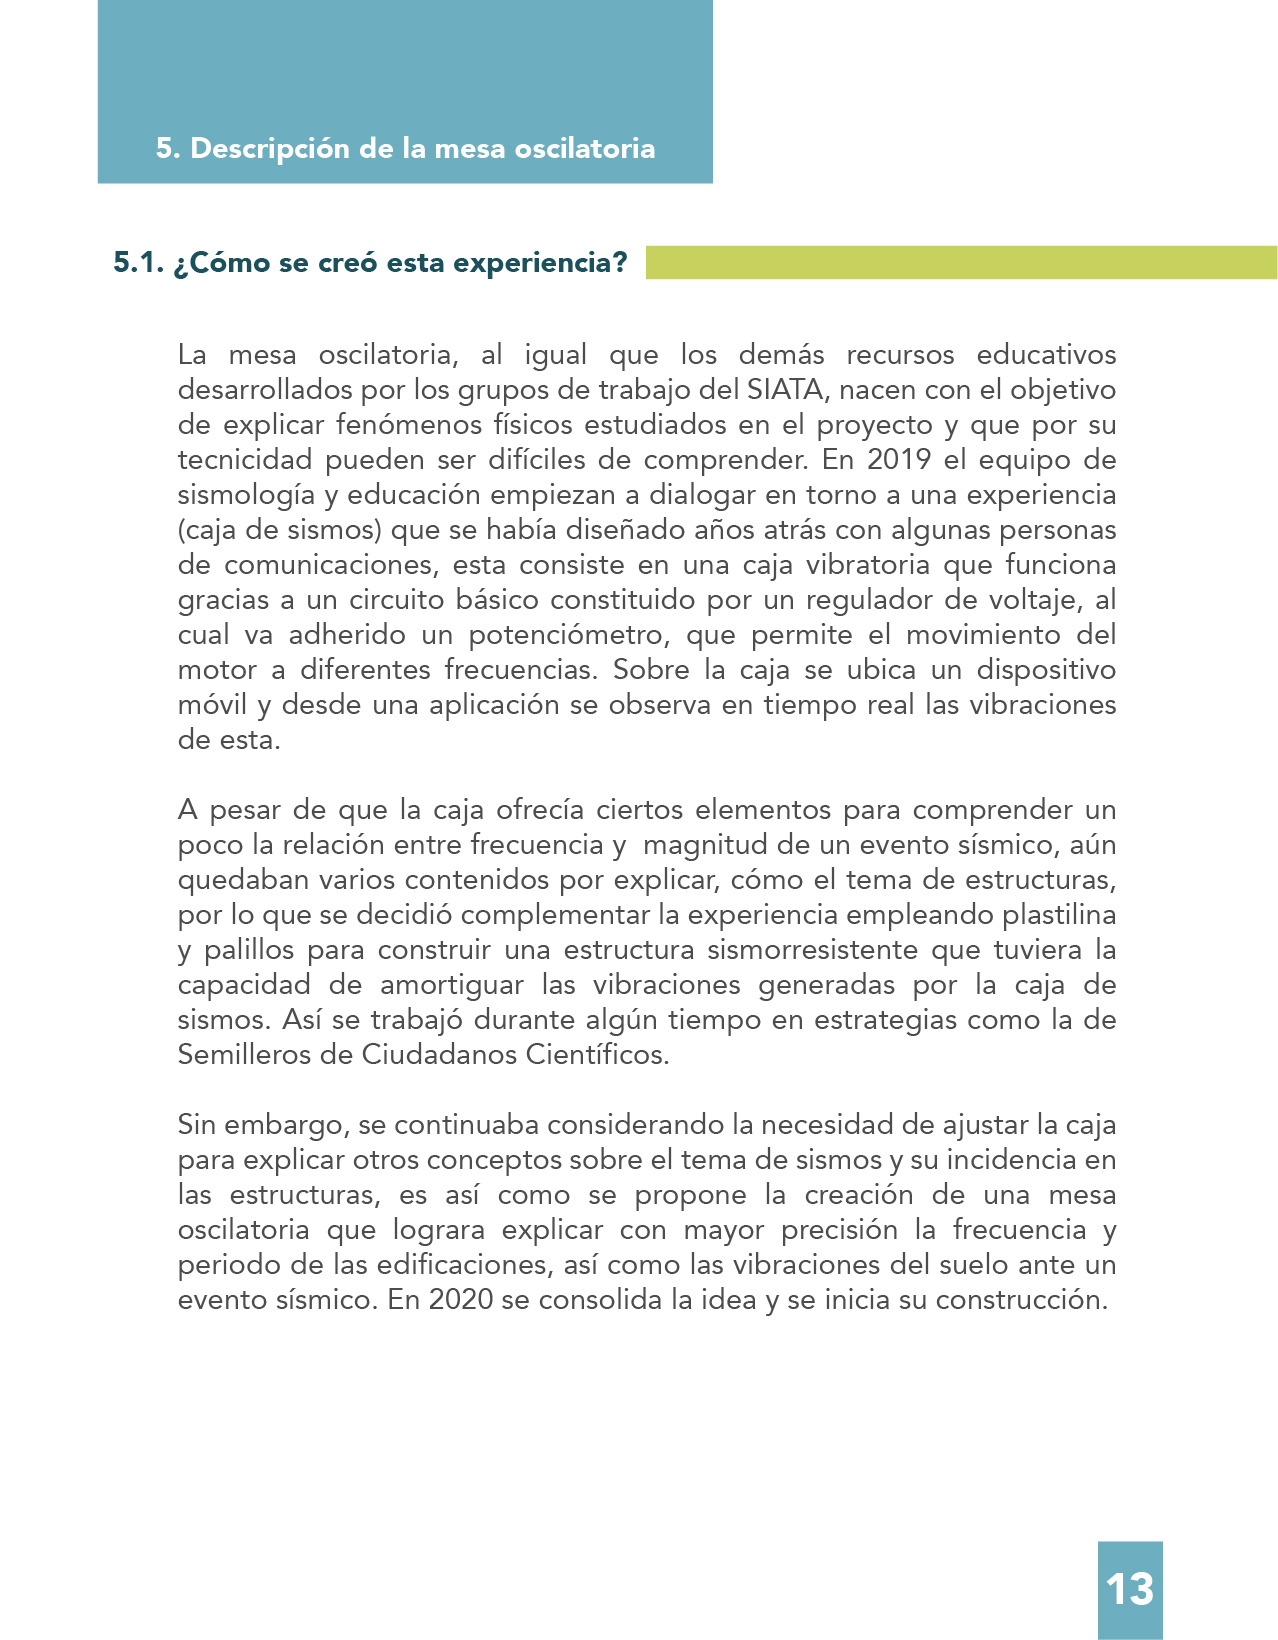 5. Descripción de la mesa oscilatoria
5.1. ¿Cómo se creó esta experiencia?
La mesa oscilatoria, al igual que los demás recursos educativos
desarrollados por los grupos de trabajo del SIATA, nacen con el objetivo
de explicar fenómenos físicos estudiados en el proyecto y que por su
tecnicidad pueden ser difíciles de comprender. En 2019 el equipo de
sismología y educación empiezan a dialogar en torno a una experiencia
(caja de sismos) que se había diseñado años atrás con algunas personas
de comunicaciones, esta consiste en una caja vibratoria que funciona
gracias a un circuito básico constituido por un regulador de voltaje, al
cual va adherido un potenciómetro, que permite el movimiento del
motor a diferentes frecuencias. Sobre la caja se ubica un dispositivo
móvil y desde una aplicación se observa en tiempo real las vibraciones
de esta.
A pesar de que la caja ofrecía ciertos elementos para comprender un
poco la relación entre frecuencia y  magnitud de un evento sísmico, aún
quedaban varios contenidos por explicar, cómo el tema de estructuras,
por lo que se decidió complementar la experiencia empleando plastilina
y palillos para construir una estructura sismorresistente que tuviera la
capacidad de amortiguar las vibraciones generadas por la caja de
sismos. Así se trabajó durante algún tiempo en estrategias como la de
Semilleros de Ciudadanos Científicos.
Sin embargo, se continuaba considerando la necesidad de ajustar la caja
para explicar otros conceptos sobre el tema de sismos y su incidencia en
las estructuras, es así como se propone la creación de una mesa
oscilatoria que lograra explicar con mayor precisión la frecuencia y
periodo de las edificaciones, así como las vibraciones del suelo ante un
evento sísmico. En 2020 se consolida la idea y se inicia su construcción.
13